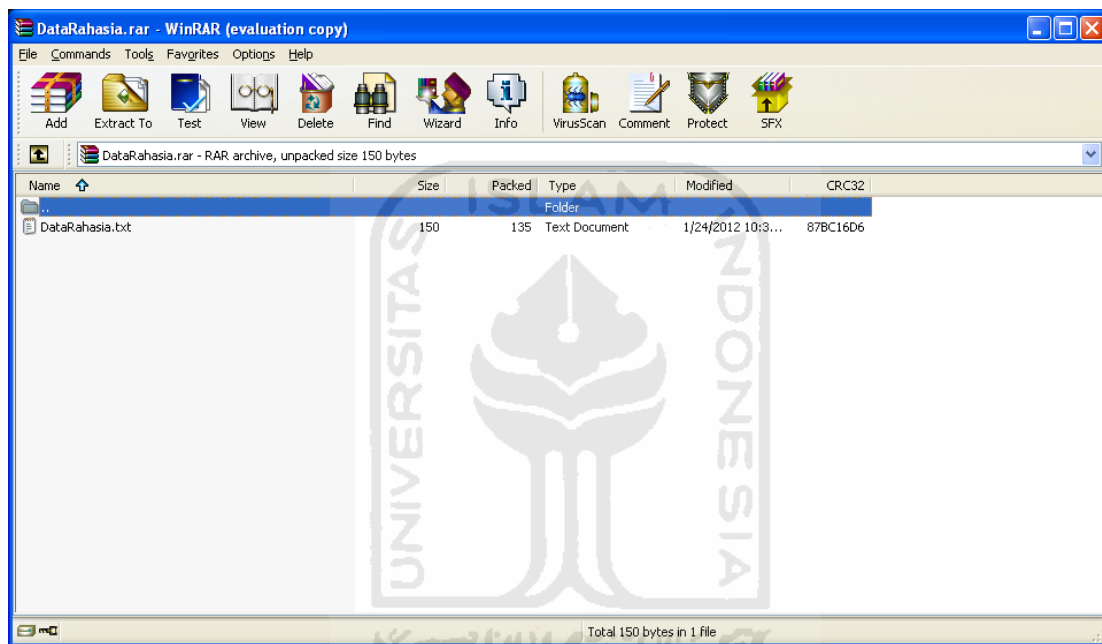 DataRahasia.rar - WinRAR (evaluation copy)
File Commands Tools Favorites Options Help
Add Extract To Test View Delete Find Wizard Info VirusScan Comment Protect SFX
DataRahasia.rar - RAR archive, unpacked size 150 bytes
Name Size Packed Type Modified CRC32
.. Folder
DataRahasia.txt 150 135 Text Document 1/24/2012 10:3... 87BC16D6
UNIVERSITAS ISLAM INDONESIA
Total 150 bytes in 1 file